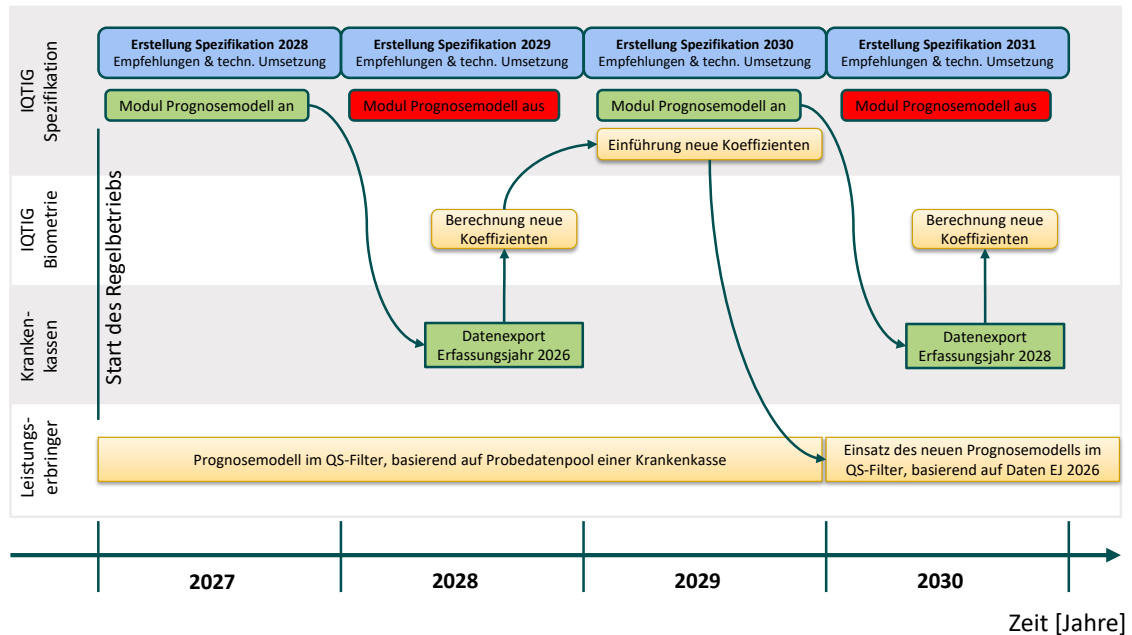 IQTIG
Spezifikation
Erstellung Spezifikation 2028
Empfehlungen & techn. Umsetzung
Erstellung Spezifikation 2029
Empfehlungen & techn. Umsetzung
Erstellung Spezifikation 2030
Empfehlungen & techn. Umsetzung
Erstellung Spezifikation 2031
Empfehlungen & techn. Umsetzung
Modul Prognosemodell an
Modul Prognosemodell aus
Modul Prognosemodell an
Modul Prognosemodell aus
Einführung neue Koeffizienten
Start des Regelbetriebs
IQTIG
Biometrie
Berechnung neue
Koeffizienten
Berechnung neue
Koeffizienten
Kranken-
kassen
Datenexport
Erfassungsjahr 2026
Datenexport
Erfassungsjahr 2028
Leistungs-
erbringer
Prognosemodell im QS-Filter, basierend auf Probedatenpool einer Krankenkasse
Einsatz des neuen Prognosemodells im
QS-Filter, basierend auf Daten EJ 2026
2027
2028
2029
2030
Zeit [Jahre]